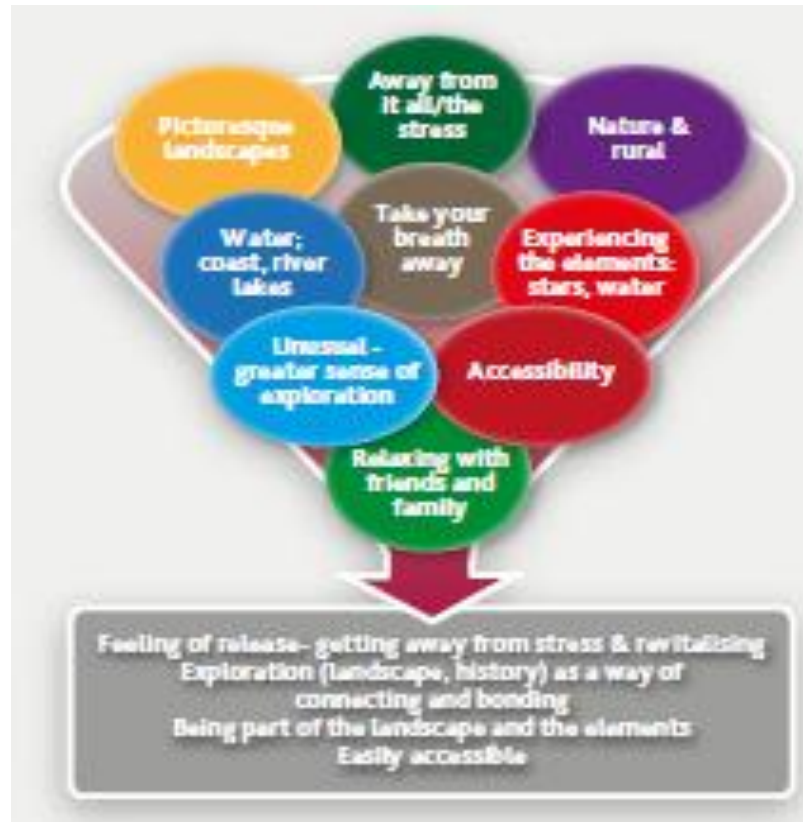 Away from
it all/the
stress
Picturesque
landscapes
Nature &
rural
Take your
breath
away
Water;
coast, river
lakes
Experiencing
the elements:
stars, water
Unusual -
greater sense of
exploration
Accessibility
Relaxing with
friends and
family
Feeling of release- getting away from stress & revitalising
Exploration (landscape, history) as a way of
connecting and bonding
Being part of the landscape and the elements
Easily accessible